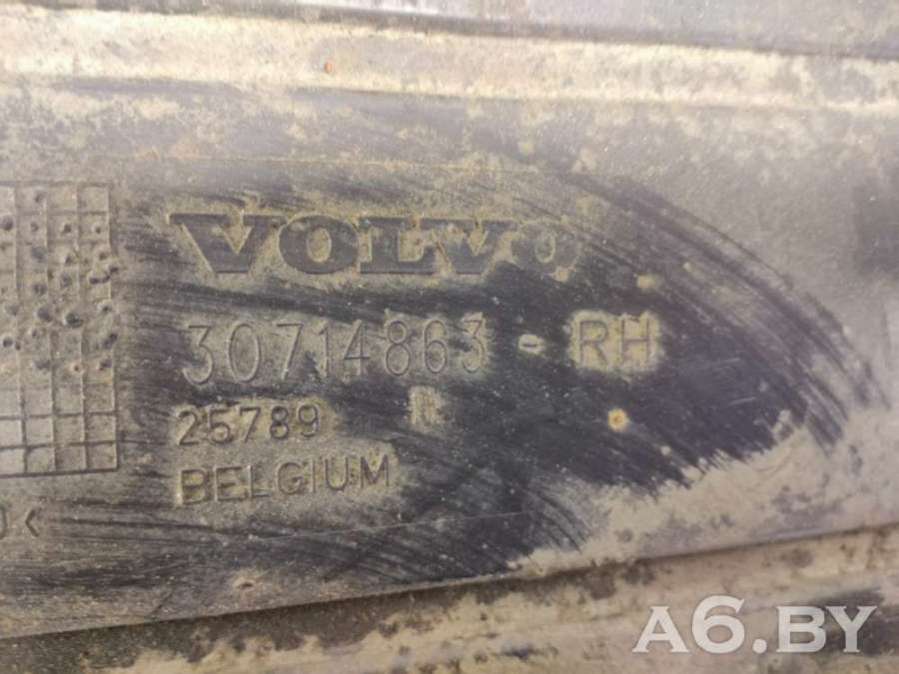 VOLVO
30714863 - RH
25789
BELGIUM
A6.BY